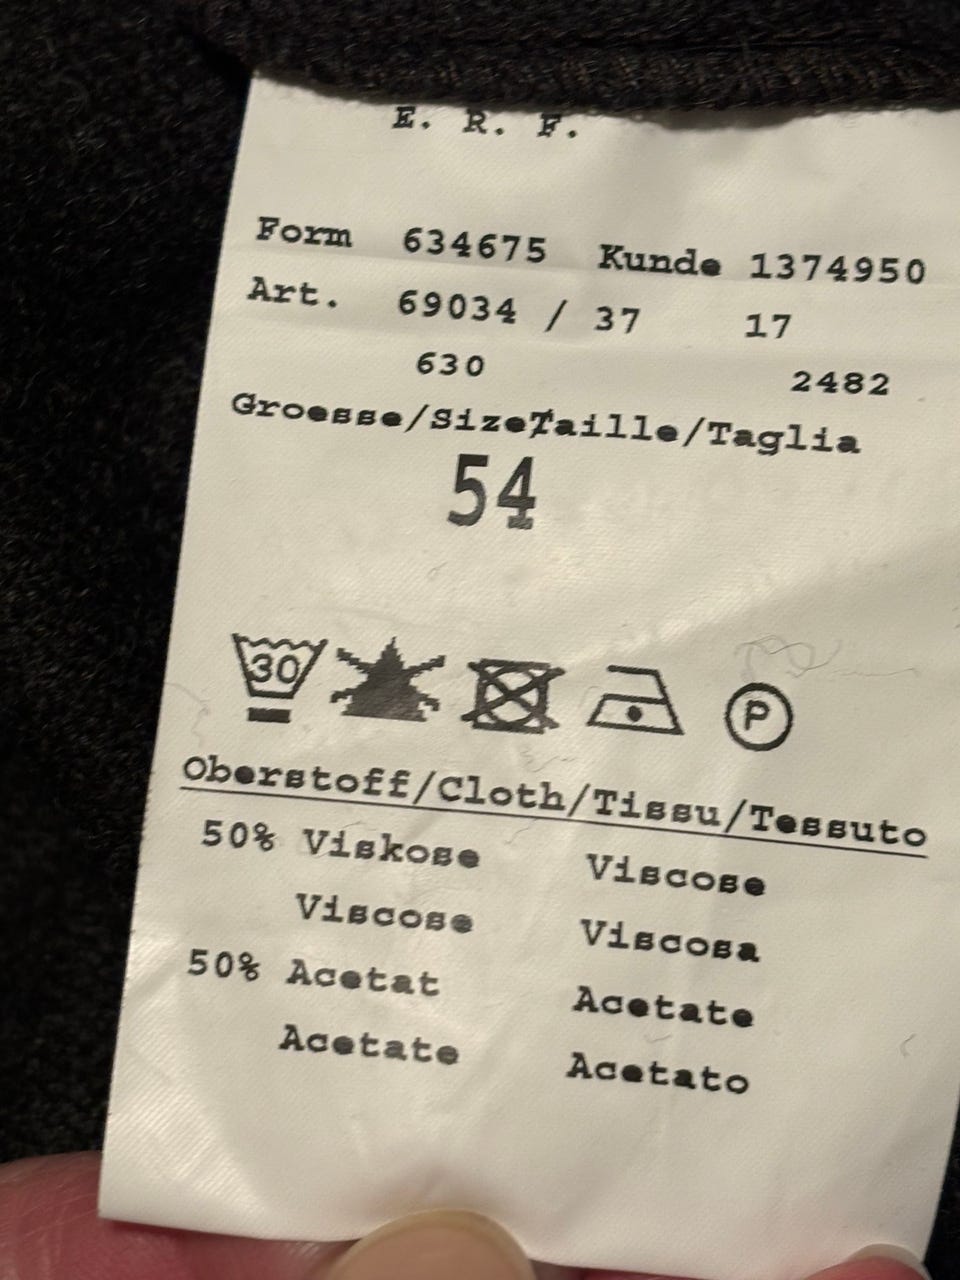 E. R. F.
Form 634675 Kunde 1374950
Art. 69034 / 37 17
630 2482
Groesse/Size/Taille/Taglia
54
30 P
Oberstoff/Cloth/Tissu/Tessuto
50% Viskose Viscose
Viscose Viscosa
50% Acetat Acetate
Acetate Acetato